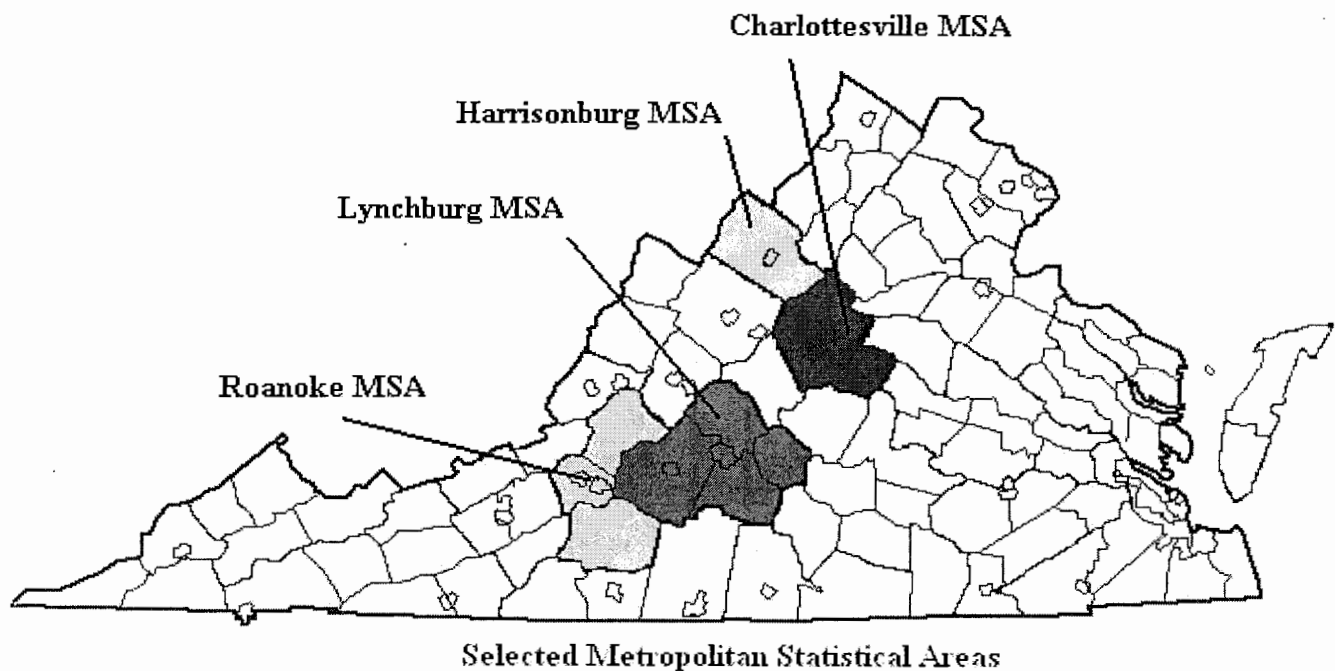 Charlottesville MSA
Harrisonburg MSA
Lynchburg MSA
Roanoke MSA
Selected Metropolitan Statistical Areas